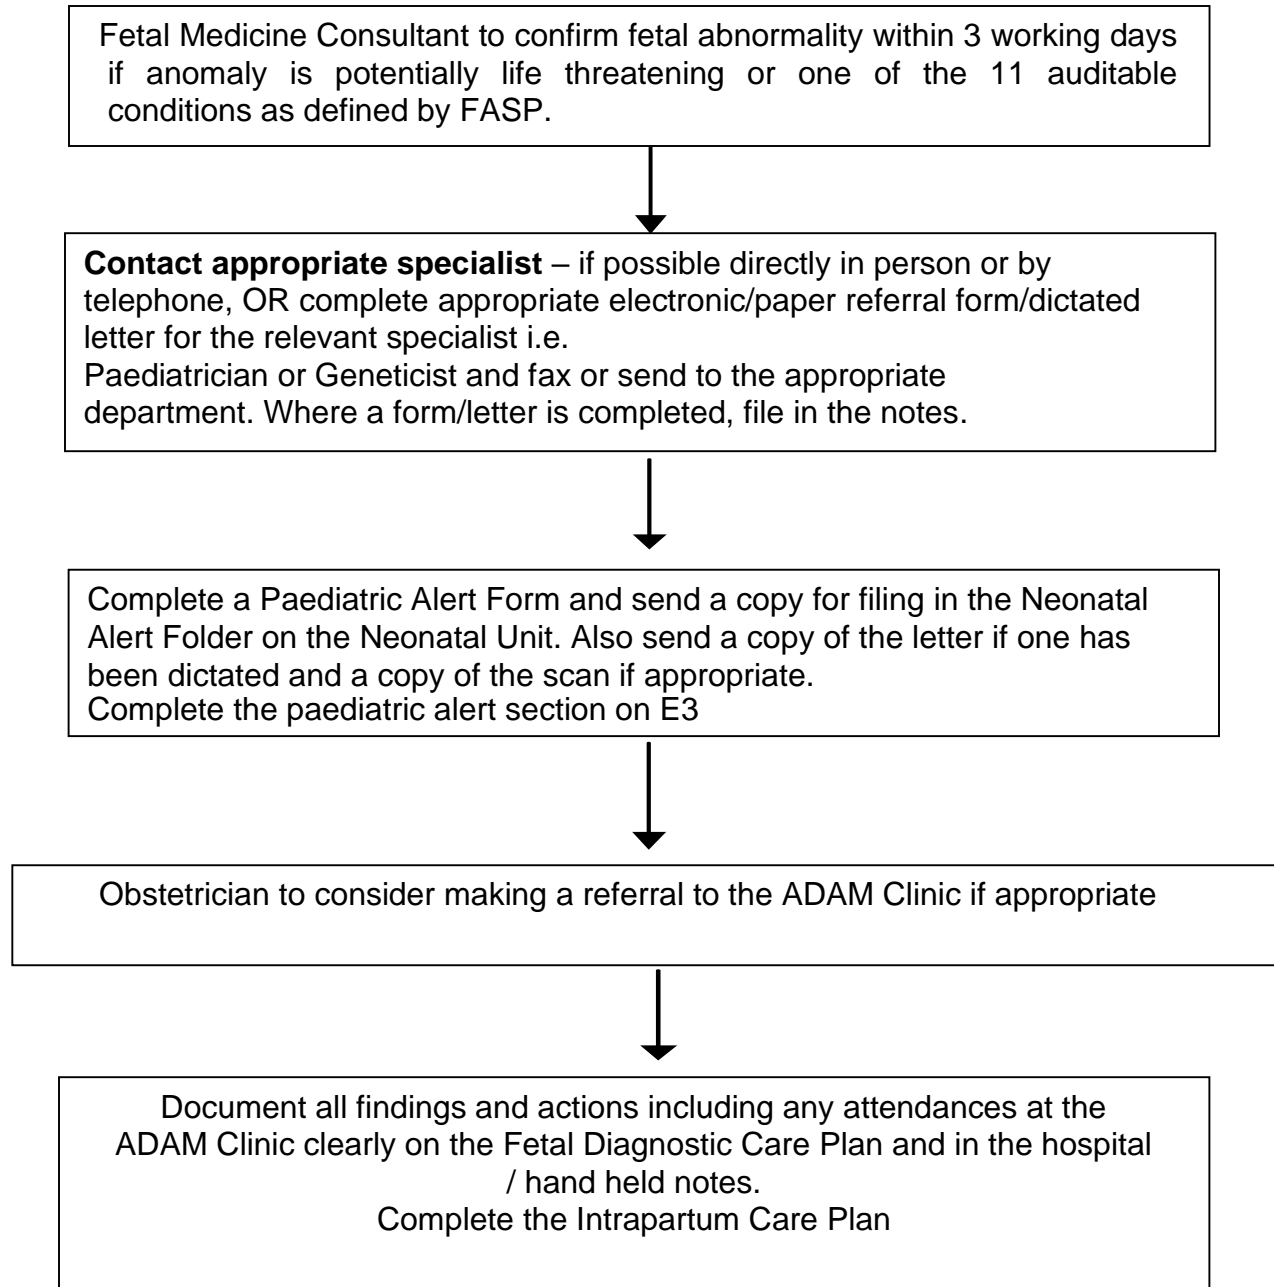 Fetal Medicine Consultant to confirm fetal abnormality within 3 working days
if anomaly is potentially life threatening or one of the 11 auditable
conditions as defined by FASP.
Contact appropriate specialist – if possible directly in person or by
telephone, OR complete appropriate electronic/paper referral form/dictated
letter for the relevant specialist i.e.
Paediatrician or Geneticist and fax or send to the appropriate
department. Where a form/letter is completed, file in the notes.
Complete a Paediatric Alert Form and send a copy for filing in the Neonatal
Alert Folder on the Neonatal Unit. Also send a copy of the letter if one has
been dictated and a copy of the scan if appropriate.
Complete the paediatric alert section on E3
Obstetrician to consider making a referral to the ADAM Clinic if appropriate
Document all findings and actions including any attendances at the
ADAM Clinic clearly on the Fetal Diagnostic Care Plan and in the hospital
/ hand held notes.
Complete the Intrapartum Care Plan